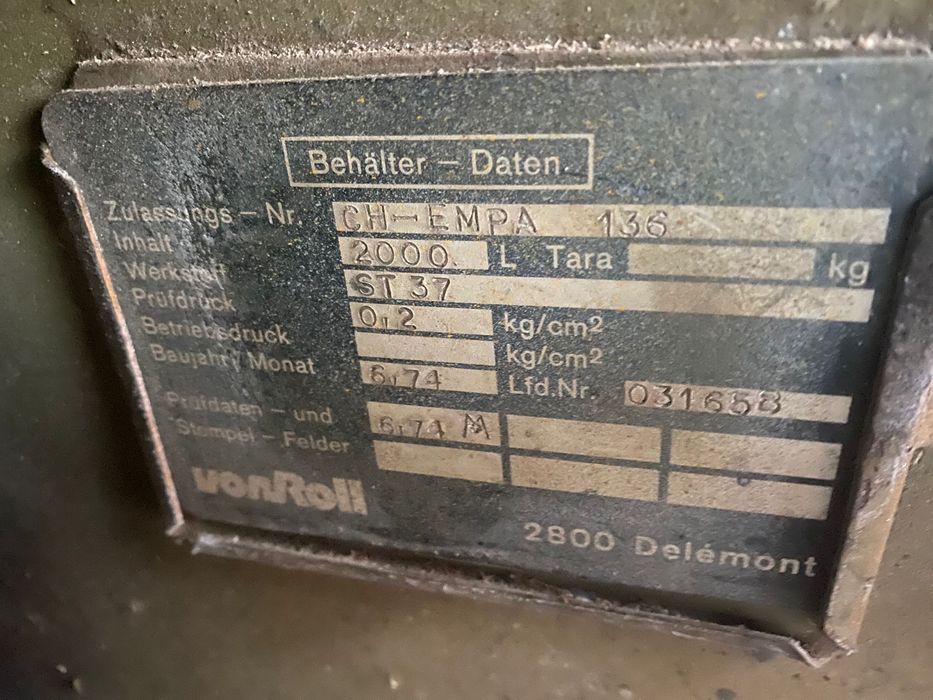 Behälter – Daten
Zulassungs – Nr. CH–EMPA 136
Inhalt 2000 L Tara kg
Werkstoff ST 37
Prüfdruck 0,2 kg/cm2
Betriebsdruck kg/cm2
Baujahr / Monat 6,74 Lfd.Nr. 031658
Prüfdaten – und 6,74 M
Stempel – Felder
vonRoll
2800 Delémont